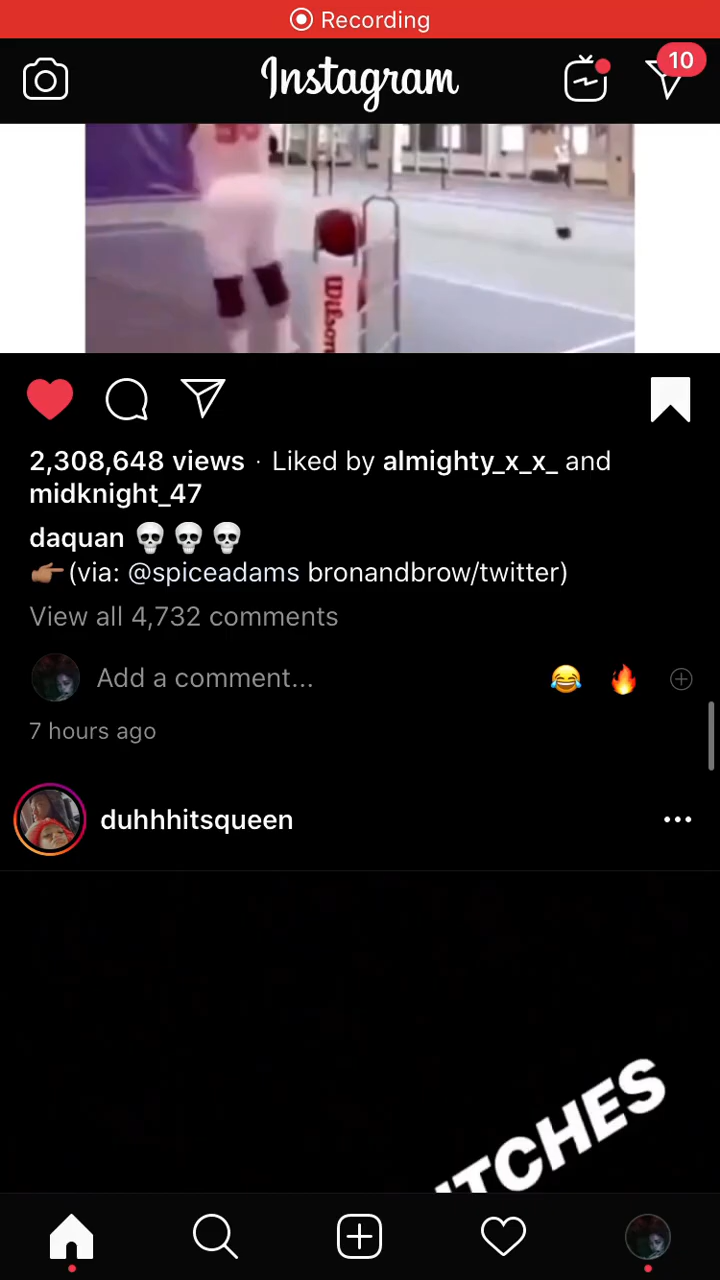 Recording
Instagram
10
Wilson
2,308,648 views · Liked by almighty_x_x_ and
midknight_47
daquan 💀💀💀
👉🏽(via: @spiceadams bronandbrow/twitter)
View all 4,732 comments
Add a comment... 😂 🔥
7 hours ago
duhhhitsqueen
ITCHES